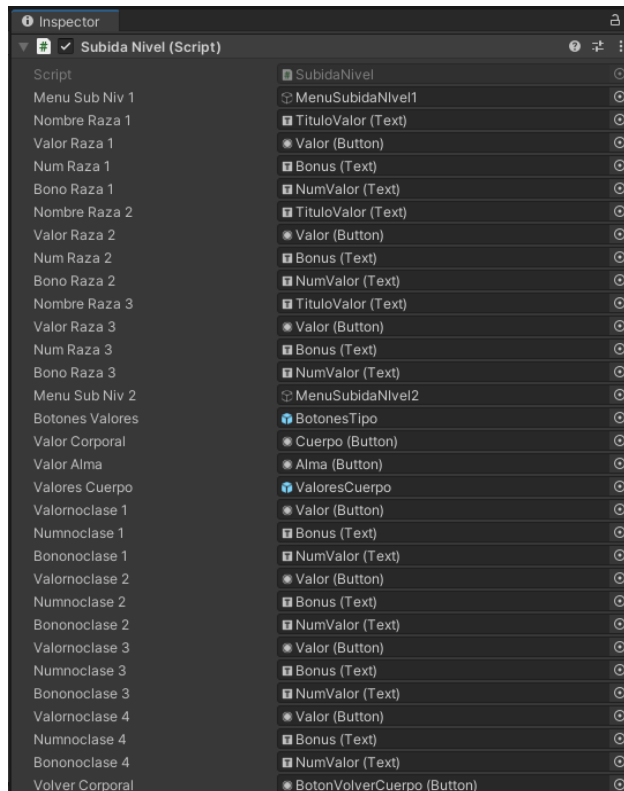 Inspector
# Subida Nivel (Script)
Script SubidaNivel
Menu Sub Niv 1 MenuSubidaNIvel1
Nombre Raza 1 TituloValor (Text)
Valor Raza 1 Valor (Button)
Num Raza 1 Bonus (Text)
Bono Raza 1 NumValor (Text)
Nombre Raza 2 TituloValor (Text)
Valor Raza 2 Valor (Button)
Num Raza 2 Bonus (Text)
Bono Raza 2 NumValor (Text)
Nombre Raza 3 TituloValor (Text)
Valor Raza 3 Valor (Button)
Num Raza 3 Bonus (Text)
Bono Raza 3 NumValor (Text)
Menu Sub Niv 2 MenuSubidaNIvel2
Botones Valores BotonesTipo
Valor Corporal Cuerpo (Button)
Valor Alma Alma (Button)
Valores Cuerpo ValoresCuerpo
Valornoclase 1 Valor (Button)
Numnoclase 1 Bonus (Text)
Bononoclase 1 NumValor (Text)
Valornoclase 2 Valor (Button)
Numnoclase 2 Bonus (Text)
Bononoclase 2 NumValor (Text)
Valornoclase 3 Valor (Button)
Numnoclase 3 Bonus (Text)
Bononoclase 3 NumValor (Text)
Valornoclase 4 Valor (Button)
Numnoclase 4 Bonus (Text)
Bononoclase 4 NumValor (Text)
Volver Corporal BotonVolverCuerpo (Button)